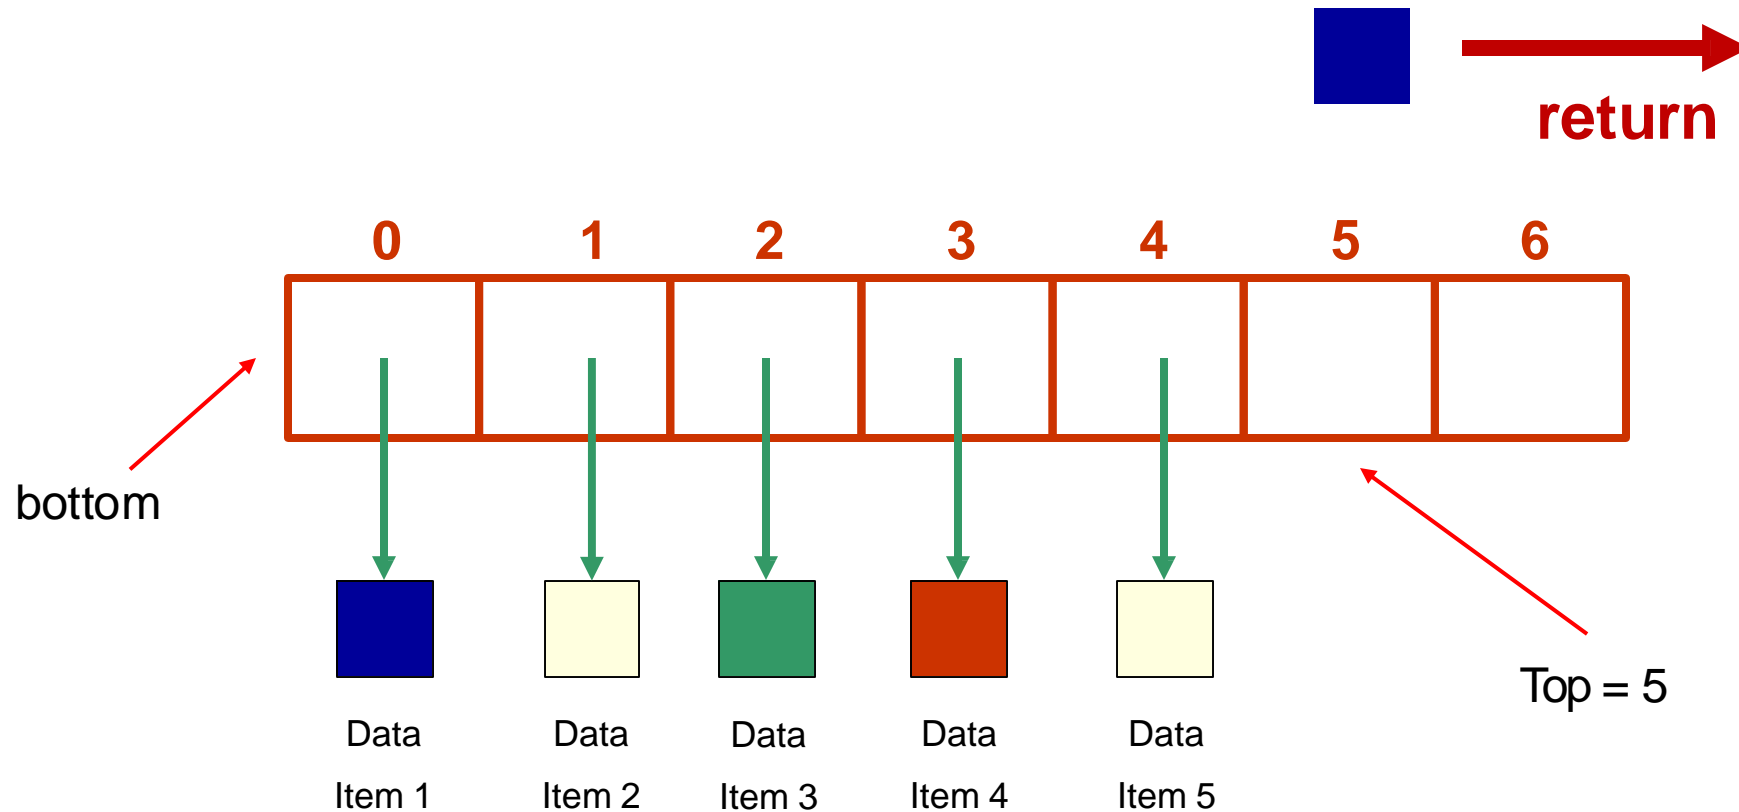 return
0 1 2 3 4 5 6
bottom
Top = 5
Data Data Data Data Data
Item 1 Item 2 Item 3 Item 4 Item 5